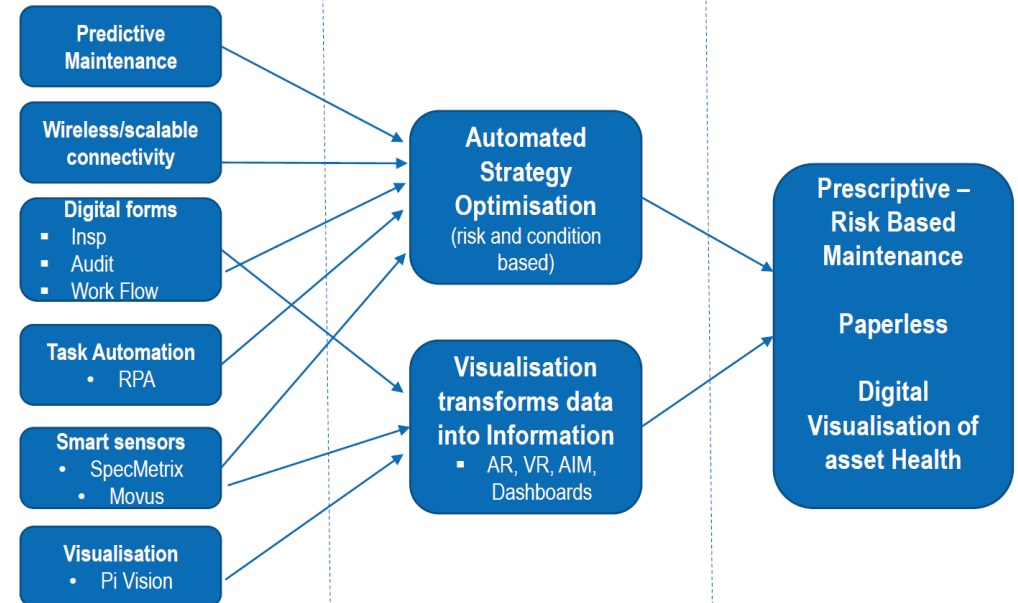 Predictive
Maintenance
Wireless/scalable
connectivity
Digital forms
▪ Insp
▪ Audit
▪ Work Flow
Task Automation
• RPA
Smart sensors
• SpecMetrix
• Movus
Visualisation
• Pi Vision
Automated
Strategy
Optimisation
(risk and condition
based)
Visualisation
transforms data
into Information
▪ AR, VR, AIM,
Dashboards
Prescriptive –
Risk Based
Maintenance
Paperless
Digital
Visualisation of
asset Health